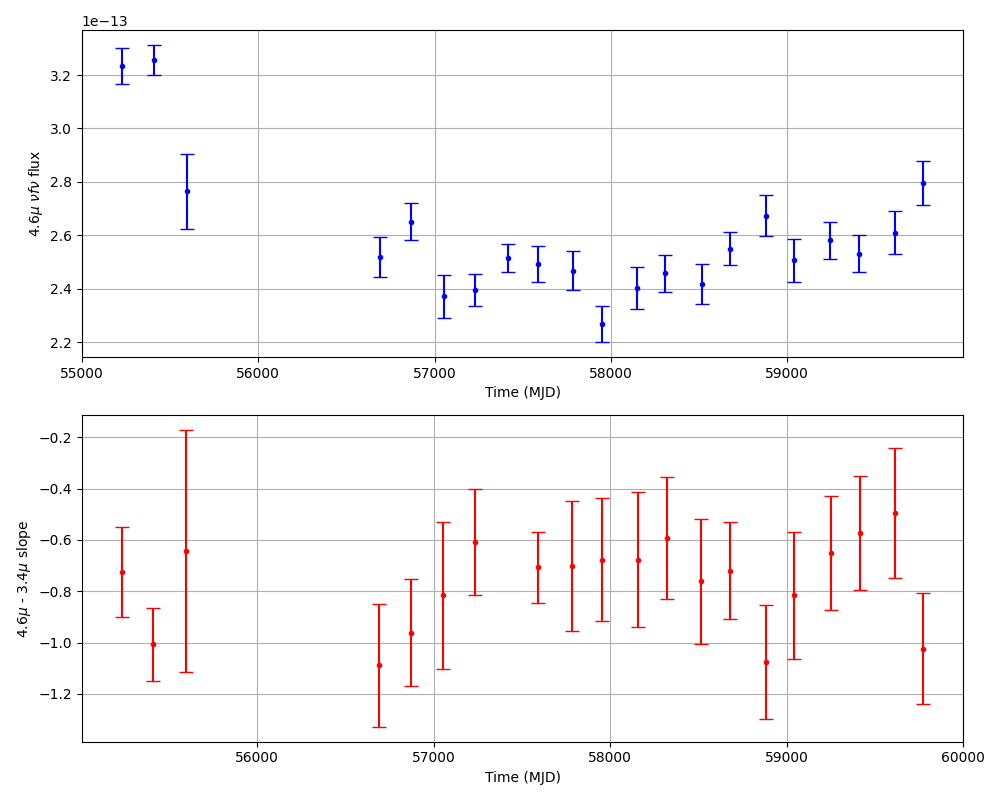 1e−13
3.2
3.0
2.8
2.6
2.4
2.2
4.6μ νfν flux
55000 56000 57000 58000 59000
Time (MJD)
−0.2
−0.4
−0.6
−0.8
−1.0
−1.2
4.6μ - 3.4μ slope
56000 57000 58000 59000 60000
Time (MJD)